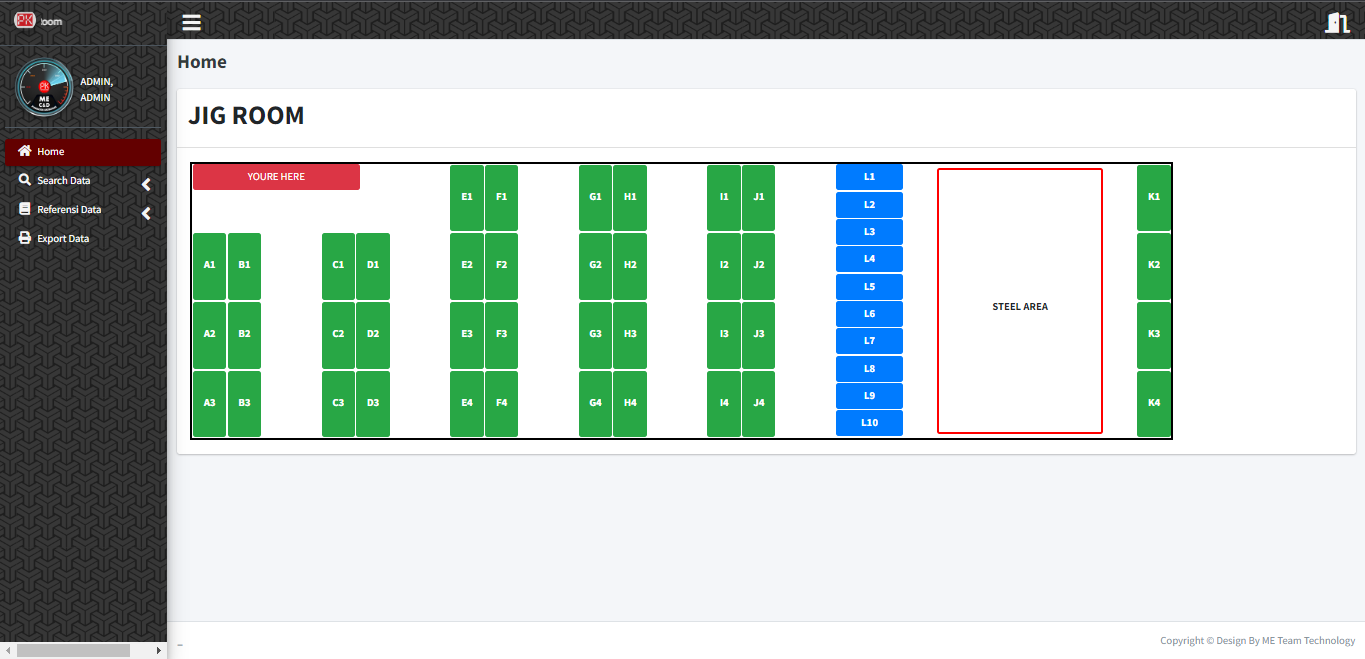 PK
ADMIN,
ADMIN
PK
ME
C&D
Home
Search Data
Referensi Data
Export Data
Home
JIG ROOM
YOURE HERE
E1 F1 G1 H1 I1 J1 L1 K1
L2
L3
A1 B1 C1 D1 E2 F2 G2 H2 I2 J2 L4 K2
L5
STEEL AREA
L6
A2 B2 C2 D2 E3 F3 G3 H3 I3 J3 L7 K3
L8
L9
A3 B3 C3 D3 E4 F4 G4 H4 I4 J4 L10 K4
Copyright © Design By ME Team Technology